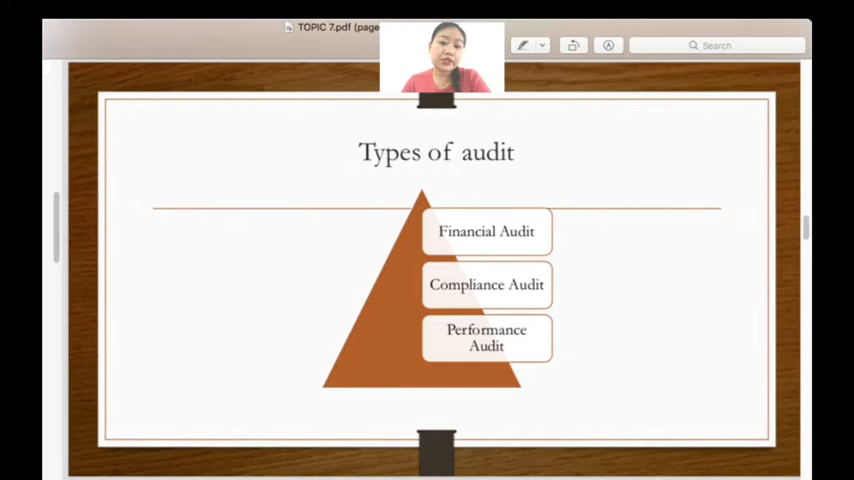 TOPIC 7.pdf (page
Search
Types of audit
Financial Audit
Compliance Audit
Performance
Audit